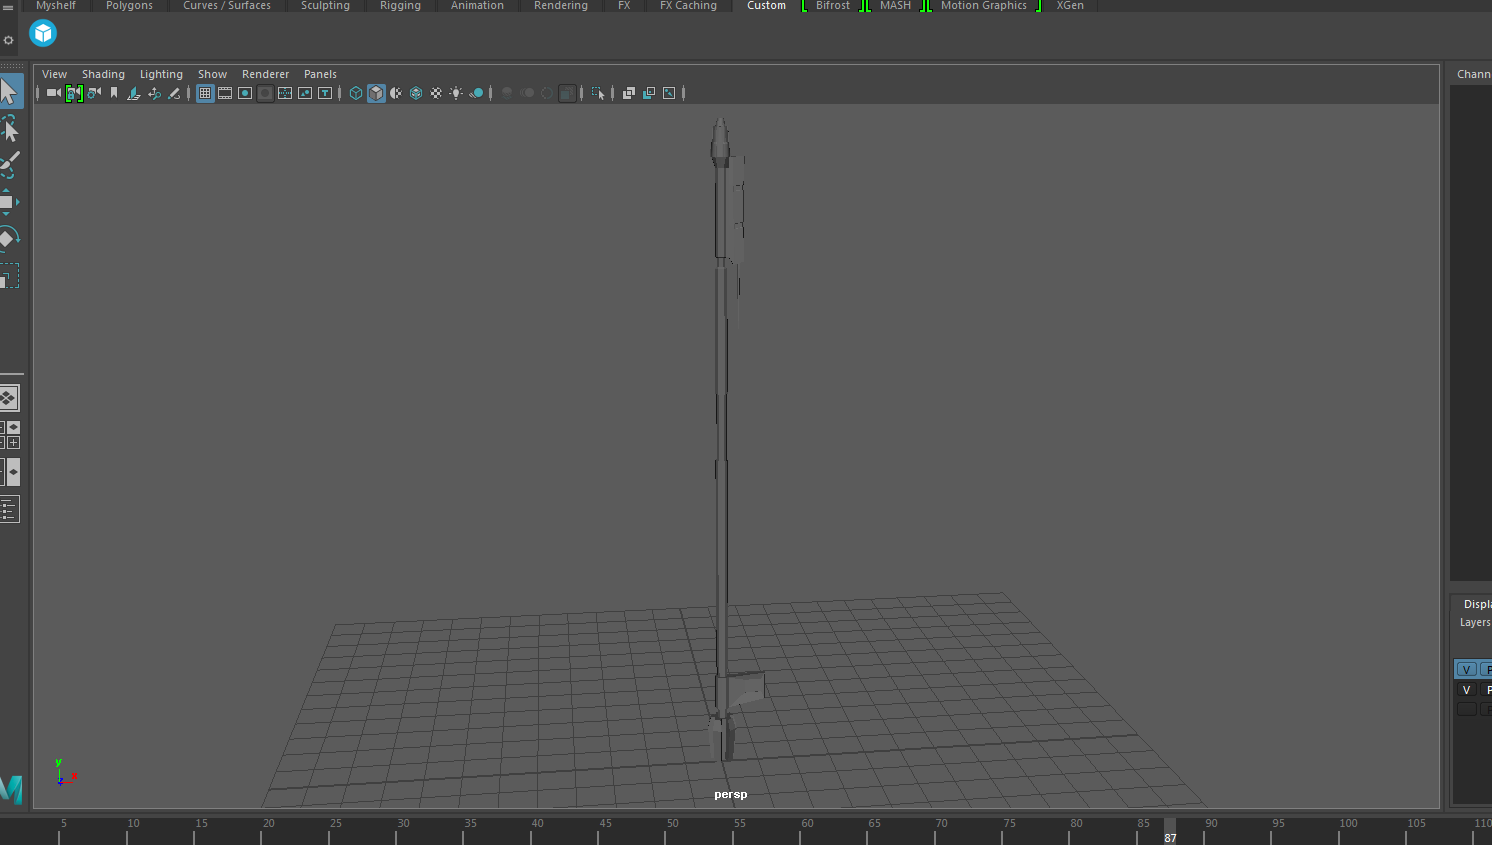 Myshelf Polygons Curves / Surfaces Sculpting Rigging Animation Rendering FX FX Caching Custom Bifrost MASH Motion Graphics XGen
View Shading Lighting Show Renderer Panels
Chann
Displ
Layers
V P
V P
y
x
z
persp
5 10 15 20 25 30 35 40 45 50 55 60 65 70 75 80 85 90 95 100 105 110
87